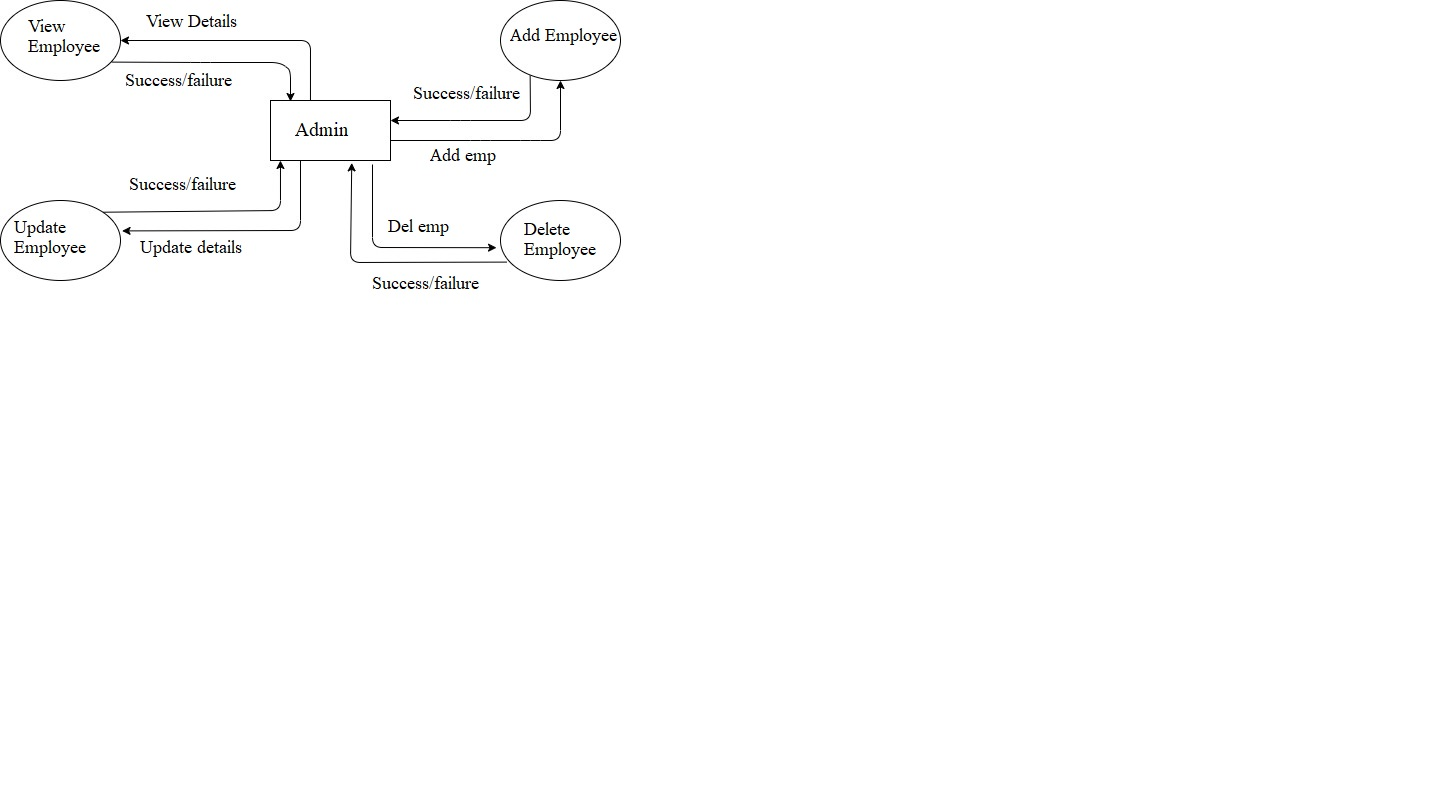 View Details
View
Employee
Success/failure
Add Employee
Success/failure
Admin
Add emp
Success/failure
Update
Employee
Update details
Del emp
Delete
Employee
Success/failure